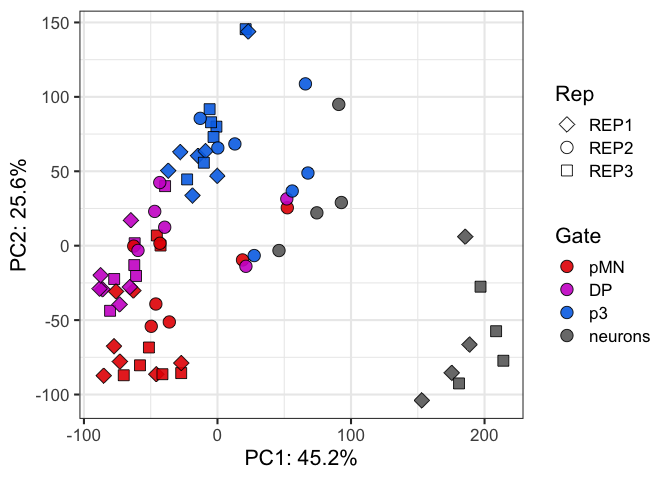 150
100
50
0
-50
-100
-100
0
100
200
PC2: 25.6%
PC1: 45.2%
Rep
REP1
REP2
REP3
Gate
pMN
DP
p3
neurons